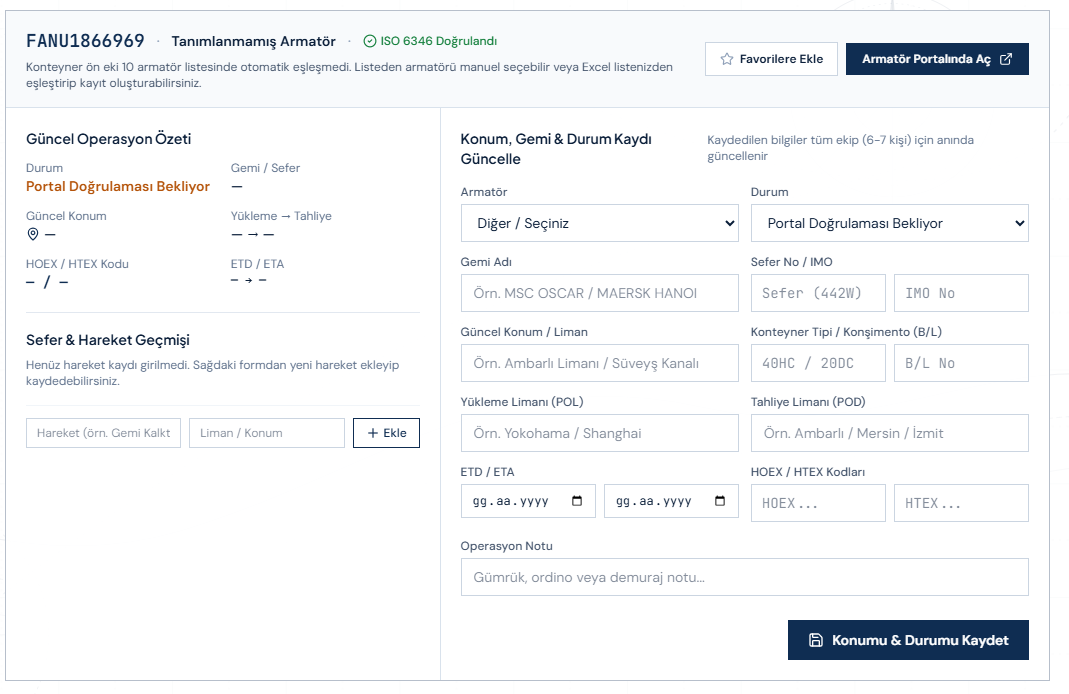 FANU1866969 · Tanımlanmamış Armatör · ISO 6346 Doğrulandı
Konteyner ön eki 10 armatör listesinde otomatik eşleşmedi. Listeden armatörü manuel seçebilir veya Excel listenizden
eşleştirip kayıt oluşturabilirsiniz.
Favorilere Ekle
Armatör Portalında Aç
Güncel Operasyon Özeti
Durum
Portal Doğrulaması Bekliyor
Gemi / Sefer
—
Güncel Konum
—
Yükleme → Tahliye
— → —
HOEX / HTEX Kodu
– / –
ETD / ETA
– → –
Sefer & Hareket Geçmişi
Henüz hareket kaydı girilmedi. Sağdaki formdan yeni hareket ekleyip
kaydedebilirsiniz.
Hareket (örn. Gemi Kalkt
Liman / Konum
+ Ekle
Konum, Gemi & Durum Kaydı
Güncelle
Kaydedilen bilgiler tüm ekip (6–7 kişi) için anında
güncellenir
Armatör
Diğer / Seçiniz
Durum
Portal Doğrulaması Bekliyor
Gemi Adı
Örn. MSC OSCAR / MAERSK HANOI
Sefer No / IMO
Sefer (442W)
IMO No
Güncel Konum / Liman
Örn. Ambarlı Limanı / Süveyş Kanalı
Konteyner Tipi / Konşimento (B/L)
40HC / 20DC
B/L No
Yükleme Limanı (POL)
Örn. Yokohama / Shanghai
Tahliye Limanı (POD)
Örn. Ambarlı / Mersin / İzmit
ETD / ETA
gg.aa.yyyy
gg.aa.yyyy
HOEX / HTEX Kodları
HOEX...
HTEX...
Operasyon Notu
Gümrük, ordino veya demuraj notu...
Konumu & Durumu Kaydet